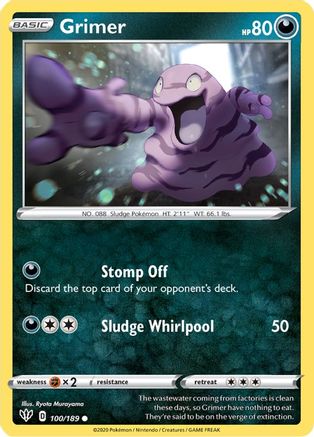 BASIC Grimer HP 80
NO. 088 Sludge Pokémon HT: 2'11" WT: 66.1 lbs.
Stomp Off
Discard the top card of your opponent's deck.
Sludge Whirlpool 50
weakness ×2 resistance retreat
Illus. Ryota Murayama
D 100/189
The wastewater coming from factories is clean
these days, so Grimer have nothing to eat.
They're said to be on the verge of extinction.
©2020 Pokémon / Nintendo / Creatures / GAME FREAK